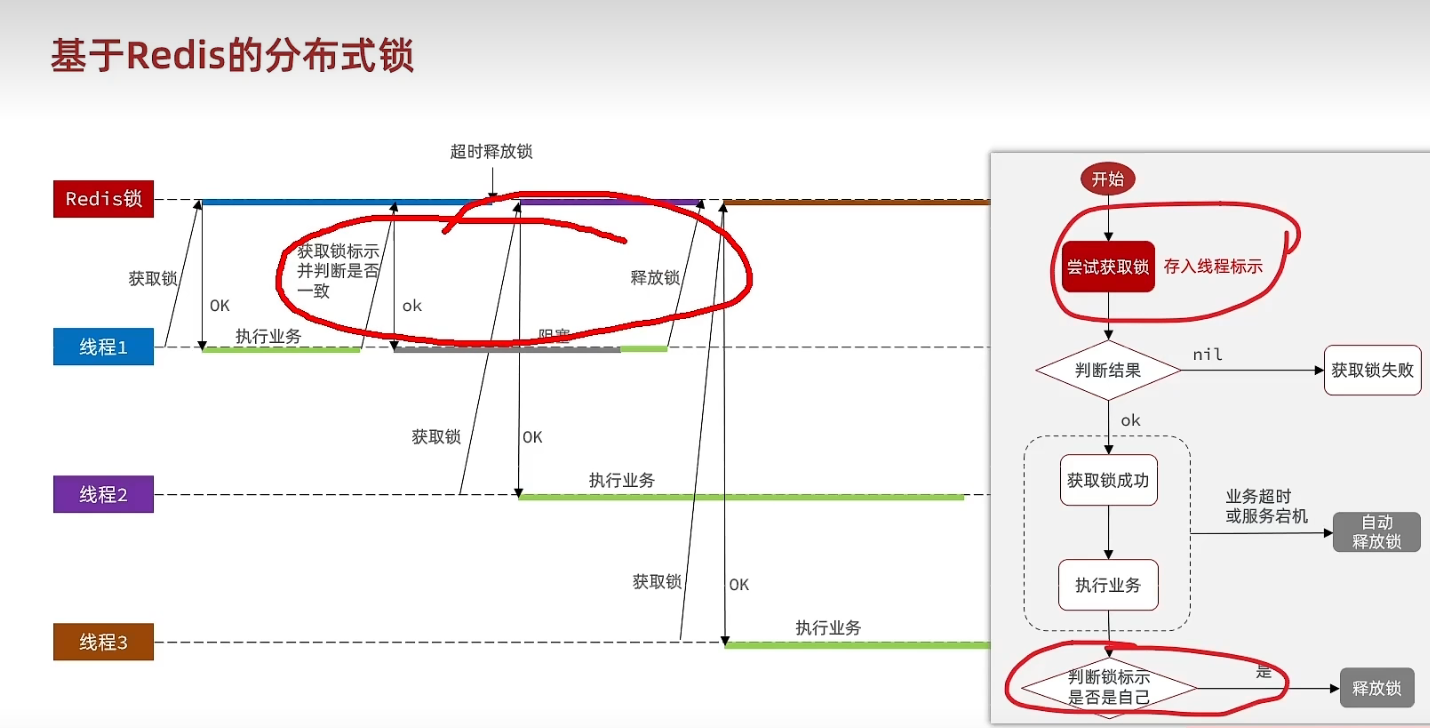 基于Redis的分布式锁
超时释放锁
Redis锁
获取锁
OK
获取锁标示
并判断是否
一致
ok
释放锁
执行业务
阻塞
线程1
获取锁
OK
线程2
执行业务
获取锁
OK
线程3
执行业务
开始
尝试获取锁
存入线程标示
判断结果
nil
获取锁失败
ok
获取锁成功
业务超时
或服务宕机
自动
释放锁
执行业务
判断锁标示
是否是自己
是
释放锁